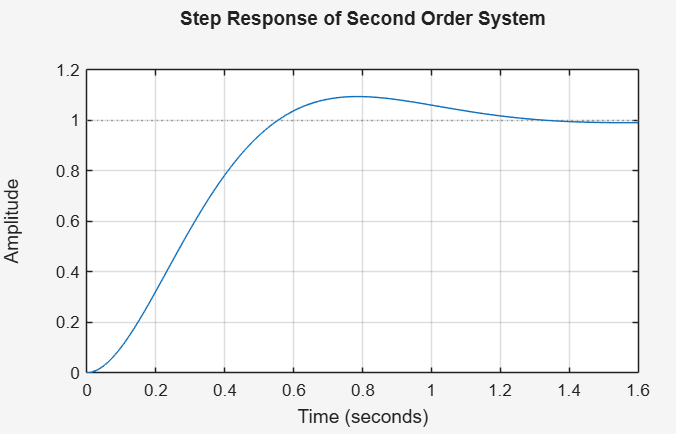 Step Response of Second Order System
1.2
1
0.8
0.6
0.4
0.2
0
Amplitude
0 0.2 0.4 0.6 0.8 1 1.2 1.4 1.6
Time (seconds)